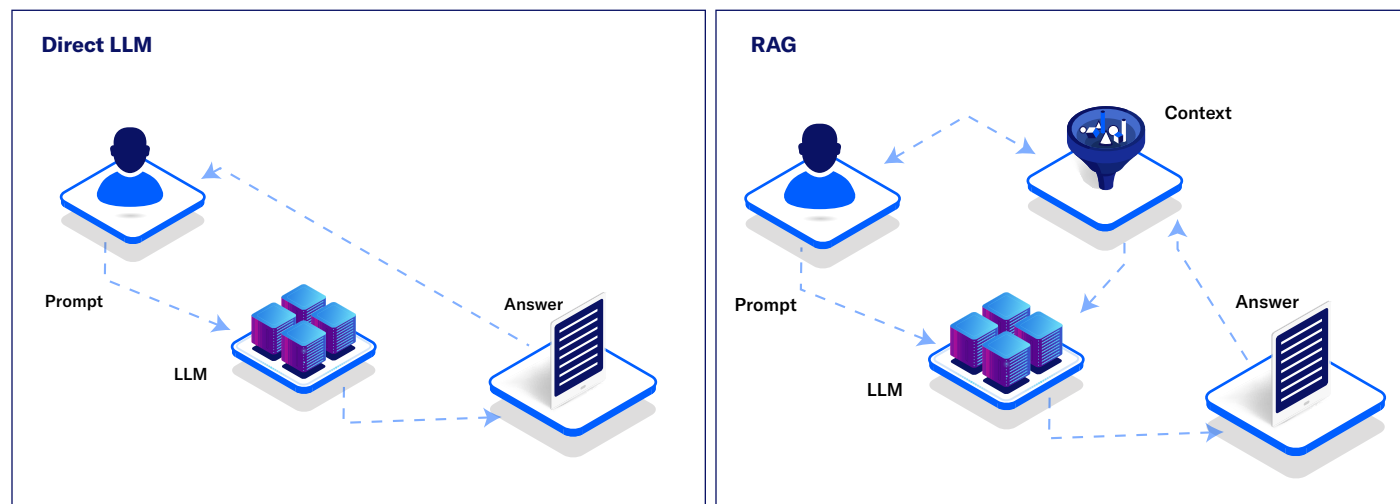 Direct LLM
Prompt
LLM
Answer
RAG
Context
Prompt
LLM
Answer